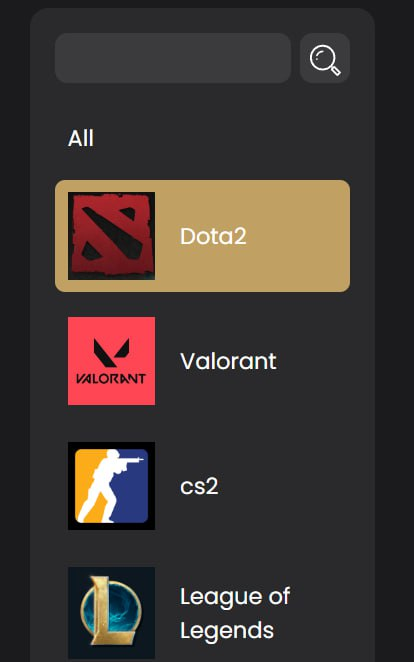 All
Dota2
Valorant
VALORANT
cs2
League of
Legends